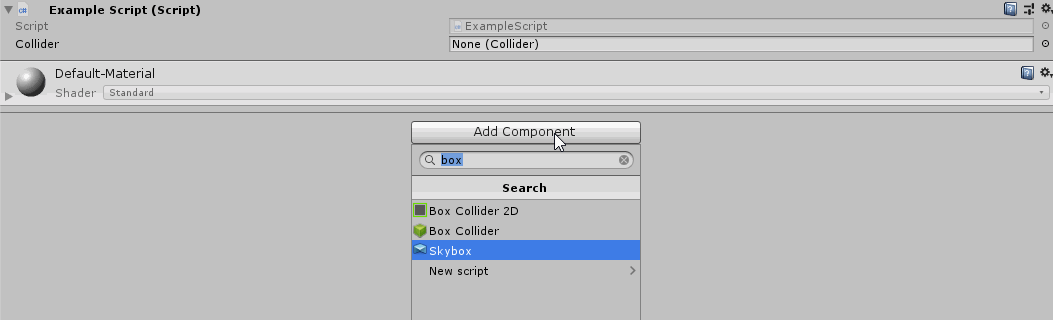 Example Script (Script)
Script ExampleScript
Collider None (Collider)
Default-Material
Shader Standard
Add Component
box
Search
Box Collider 2D
Box Collider
Skybox
New script